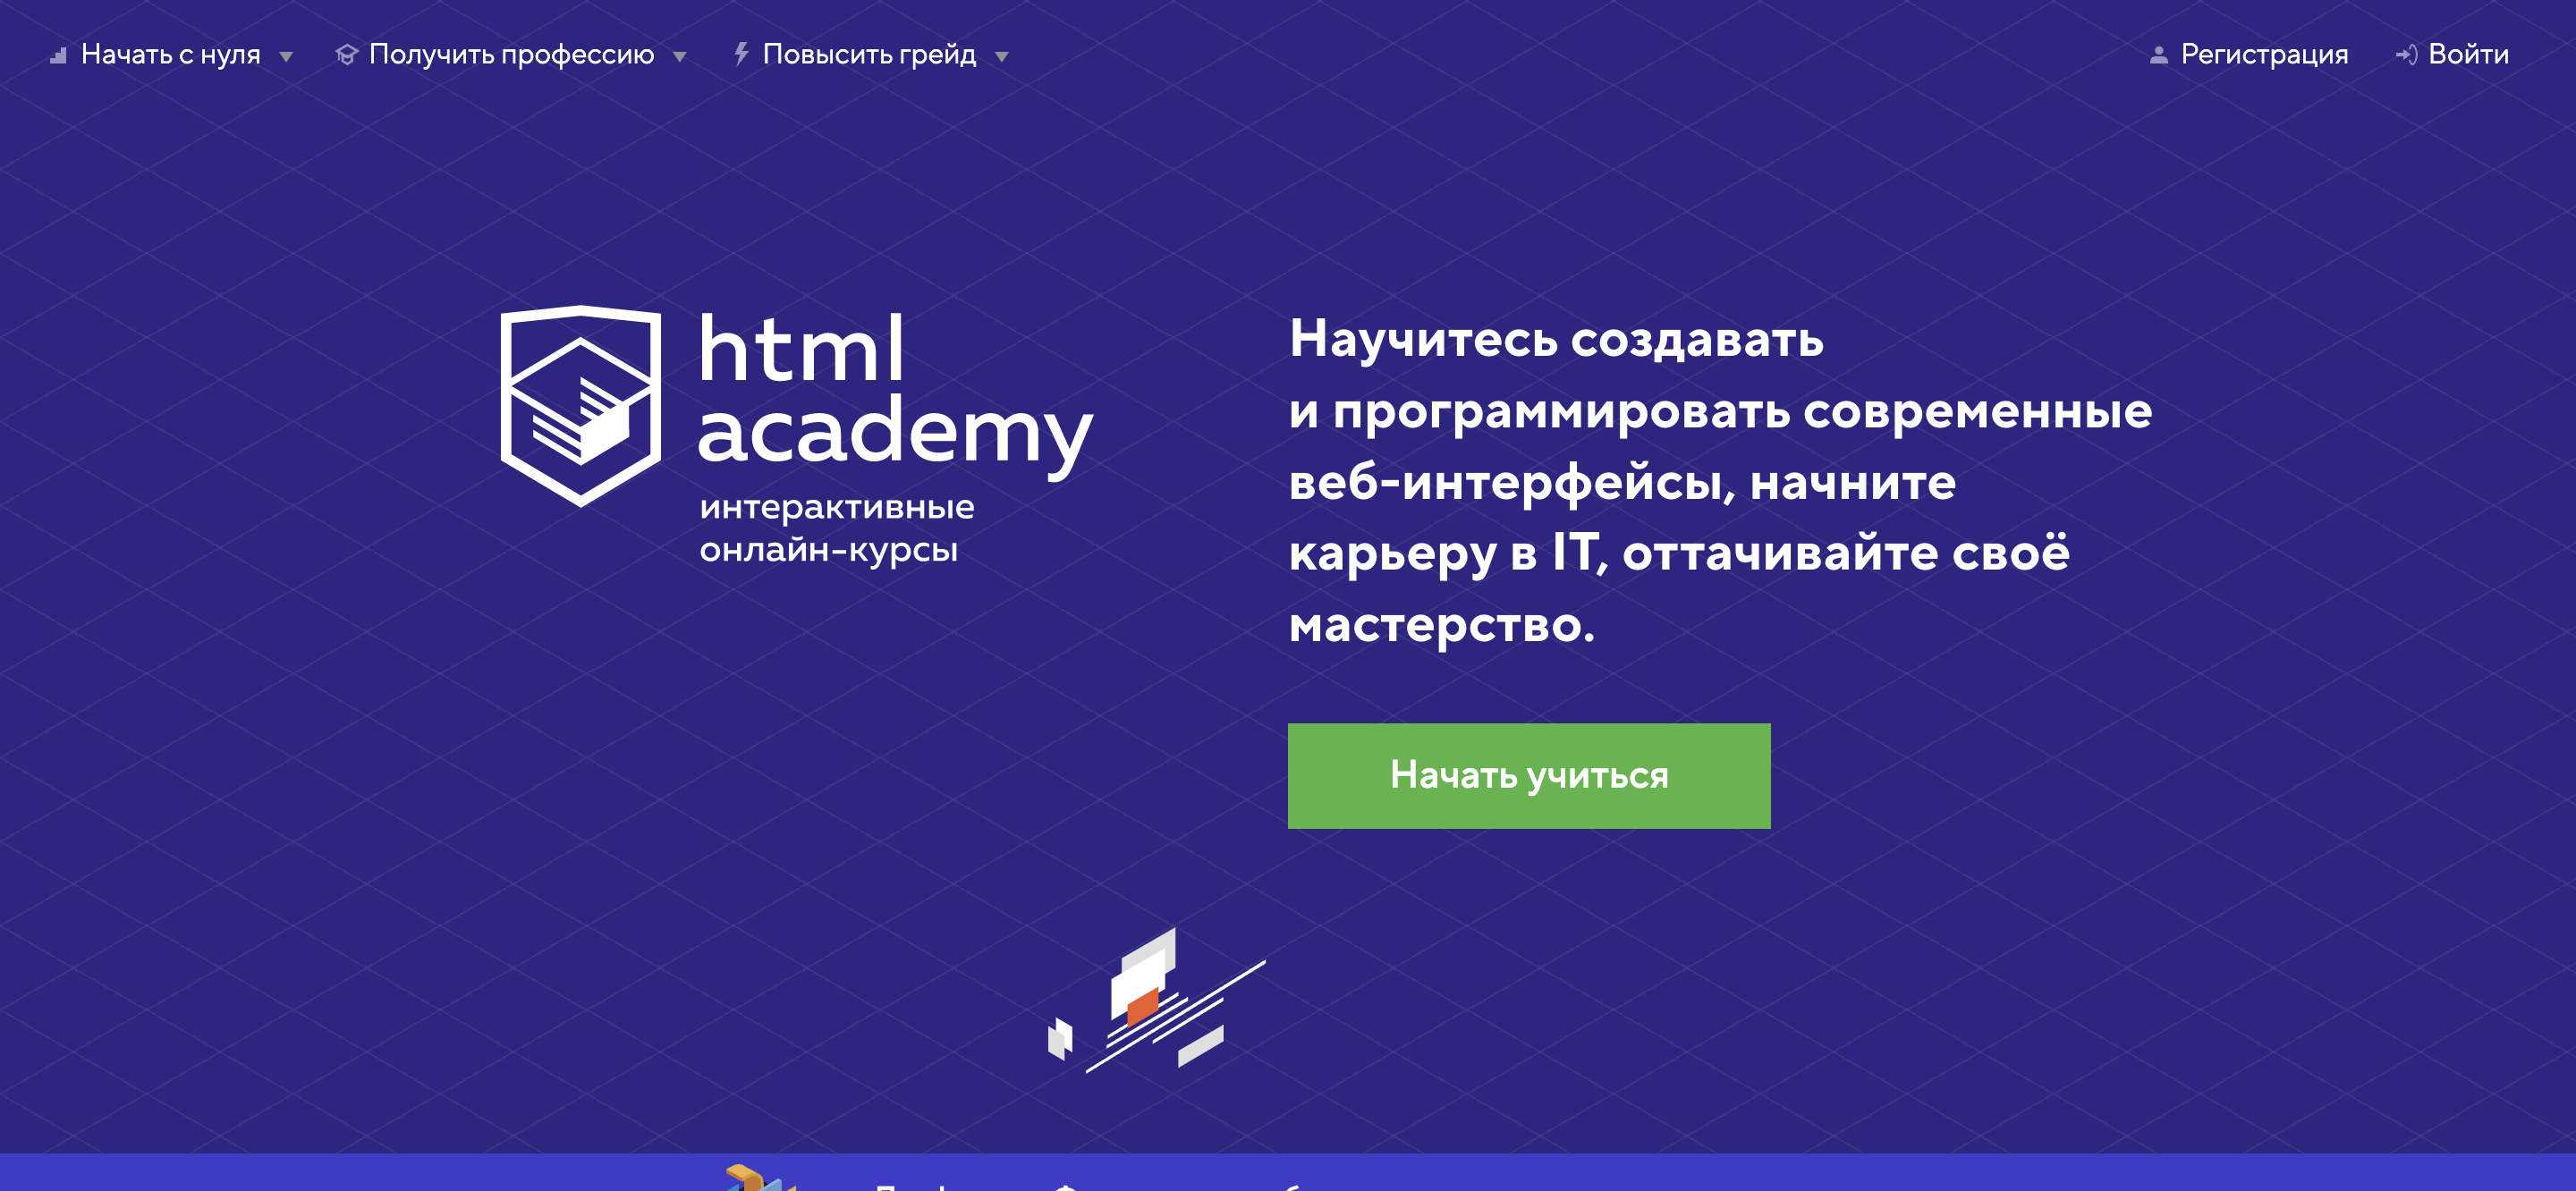 Начать с нуля
Получить профессию
Повысить грейд
Регистрация
Войти
html
academy
интерактивные
онлайн-курсы
Научитесь создавать
и программировать современные
веб-интерфейсы, начните
карьеру в IT, оттачивайте своё
мастерство.
Начать учиться